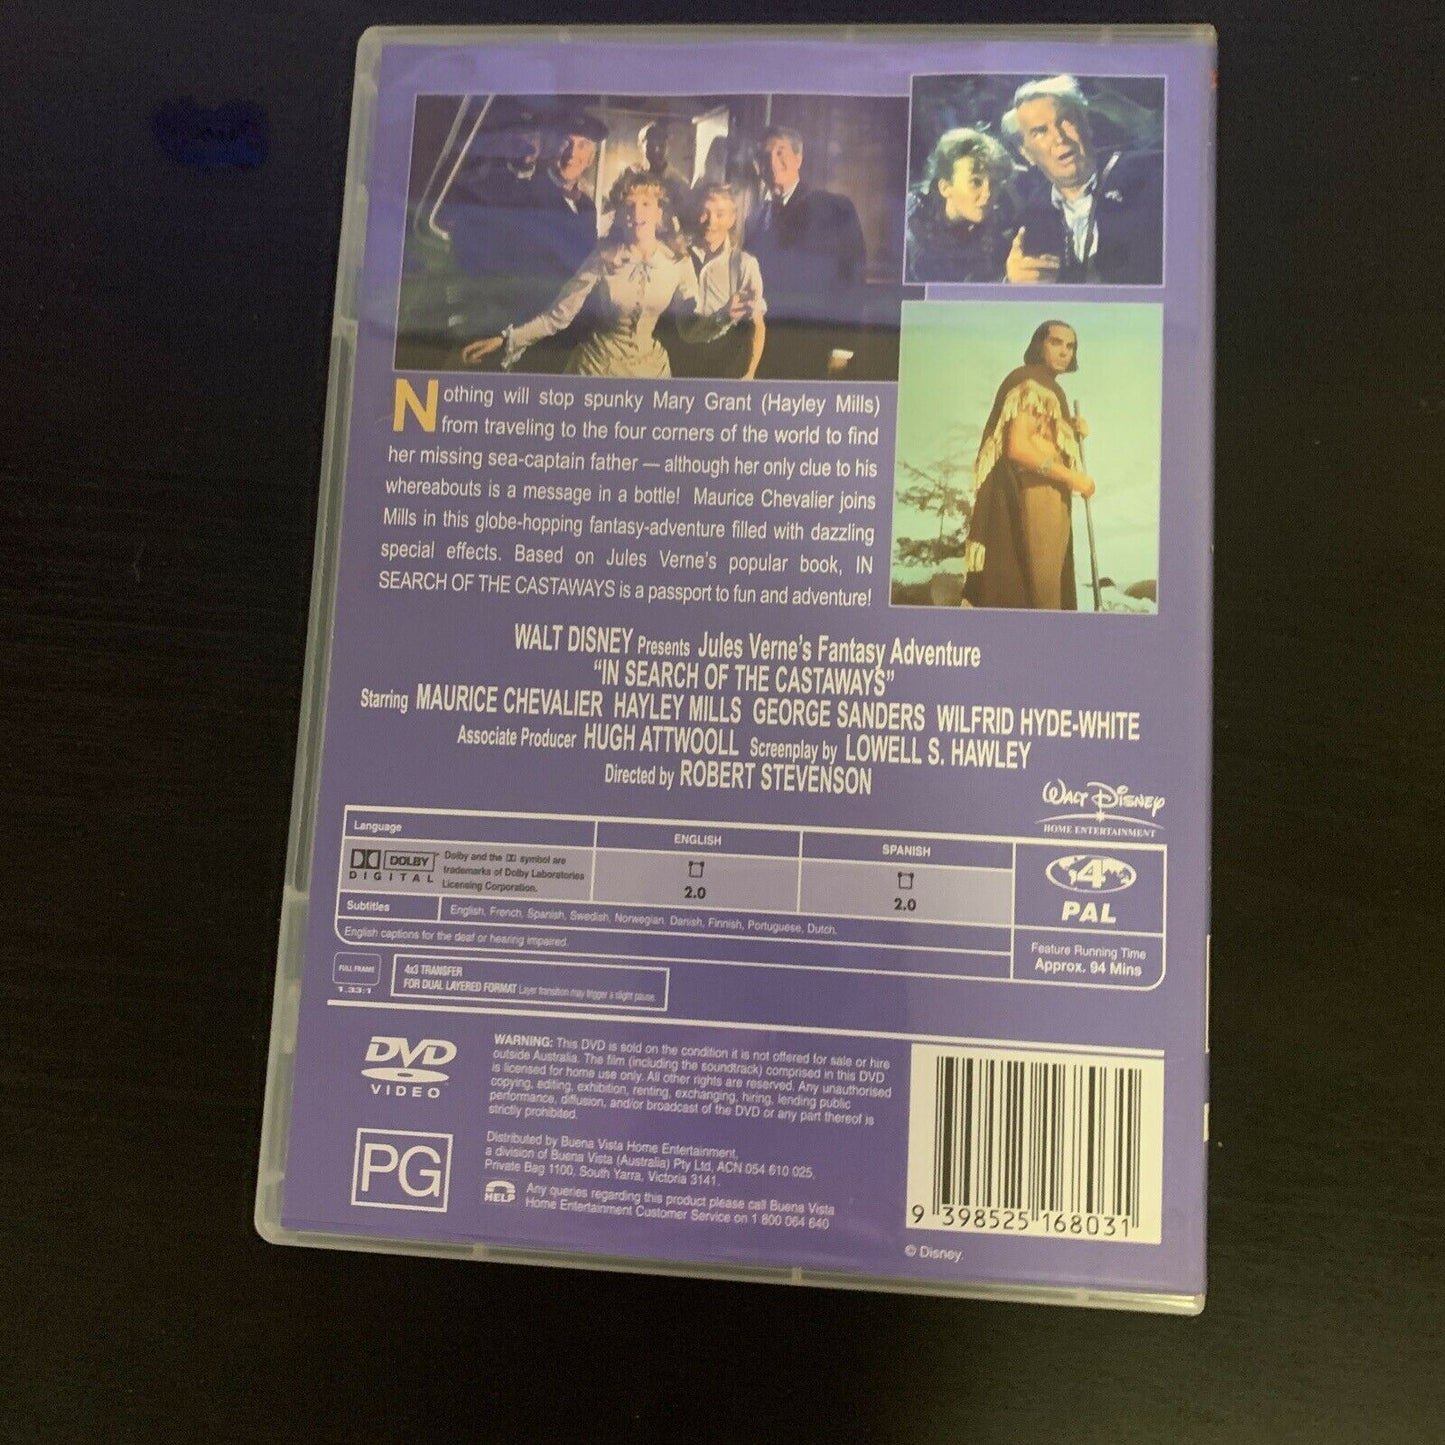 Nothing will stop spunky Mary Grant (Hayley Mills)
from traveling to the four corners of the world to find
her missing sea-captain father — although her only clue to his
whereabouts is a message in a bottle! Maurice Chevalier joins
Mills in this globe-hopping fantasy-adventure filled with dazzling
special effects. Based on Jules Verne's popular book, IN
SEARCH OF THE CASTAWAYS is a passport to fun and adventure!
WALT DISNEY Presents Jules Verne's Fantasy Adventure
"IN SEARCH OF THE CASTAWAYS"
Starring MAURICE CHEVALIER HAYLEY MILLS GEORGE SANDERS WILFRID HYDE-WHITE
Associate Producer HUGH ATTWOOLL Screenplay by LOWELL S. HAWLEY
Directed by ROBERT STEVENSON
WALT DISNEY
HOME ENTERTAINMENT
Language
ENGLISH
SPANISH
DOLBY
DIGITAL
Dolby and the DD symbol are
trademarks of Dolby Laboratories
Licensing Corporation.
2.0
2.0
4
PAL
Subtitles
English, French, Spanish, Swedish, Norwegian, Danish, Finnish, Portuguese, Dutch.
English captions for the deaf or hearing impaired.
Feature Running Time
Approx. 94 Mins
FULL FRAME
1.33:1
4x3 TRANSFER
FOR DUAL LAYERED FORMAT Layer transition may trigger a slight pause.
DVD
VIDEO
WARNING: This DVD is sold on the condition it is not offered for sale or hire
outside Australia. The film (including the soundtrack) comprised in this DVD
is licensed for home use only. All other rights are reserved. Any unauthorised
copying, editing, exhibition, renting, exchanging, hiring, lending public
performance, diffusion, and/or broadcast of the DVD or any part thereof is
strictly prohibited.
PG
Distributed by Buena Vista Home Entertainment,
a division of Buena Vista (Australia) Pty Ltd, ACN 054 610 025,
Private Bag 1100, South Yarra, Victoria 3141.
HELP
Any queries regarding this product please call Buena Vista
Home Entertainment Customer Service on 1 800 064 640
9 398525 168031
© Disney.